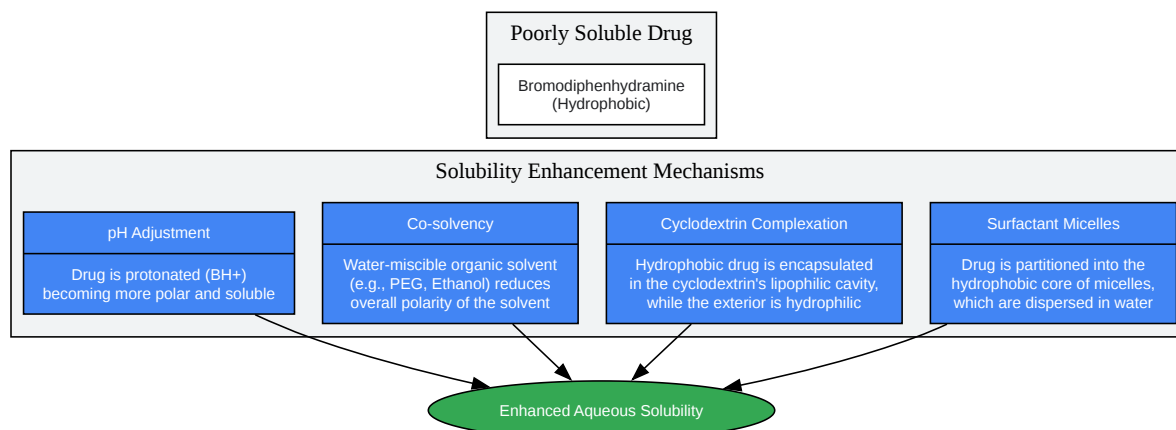 Poorly Soluble Drug
Bromodiphenhydramine
(Hydrophobic)
Solubility Enhancement Mechanisms
pH Adjustment
Drug is protonated (BH+)
becoming more polar and soluble
Co-solvency
Water-miscible organic solvent
(e.g., PEG, Ethanol) reduces
overall polarity of the solvent
Cyclodextrin Complexation
Hydrophobic drug is encapsulated
in the cyclodextrin's lipophilic cavity,
while the exterior is hydrophilic
Surfactant Micelles
Drug is partitioned into the
hydrophobic core of micelles,
which are dispersed in water
Enhanced Aqueous Solubility